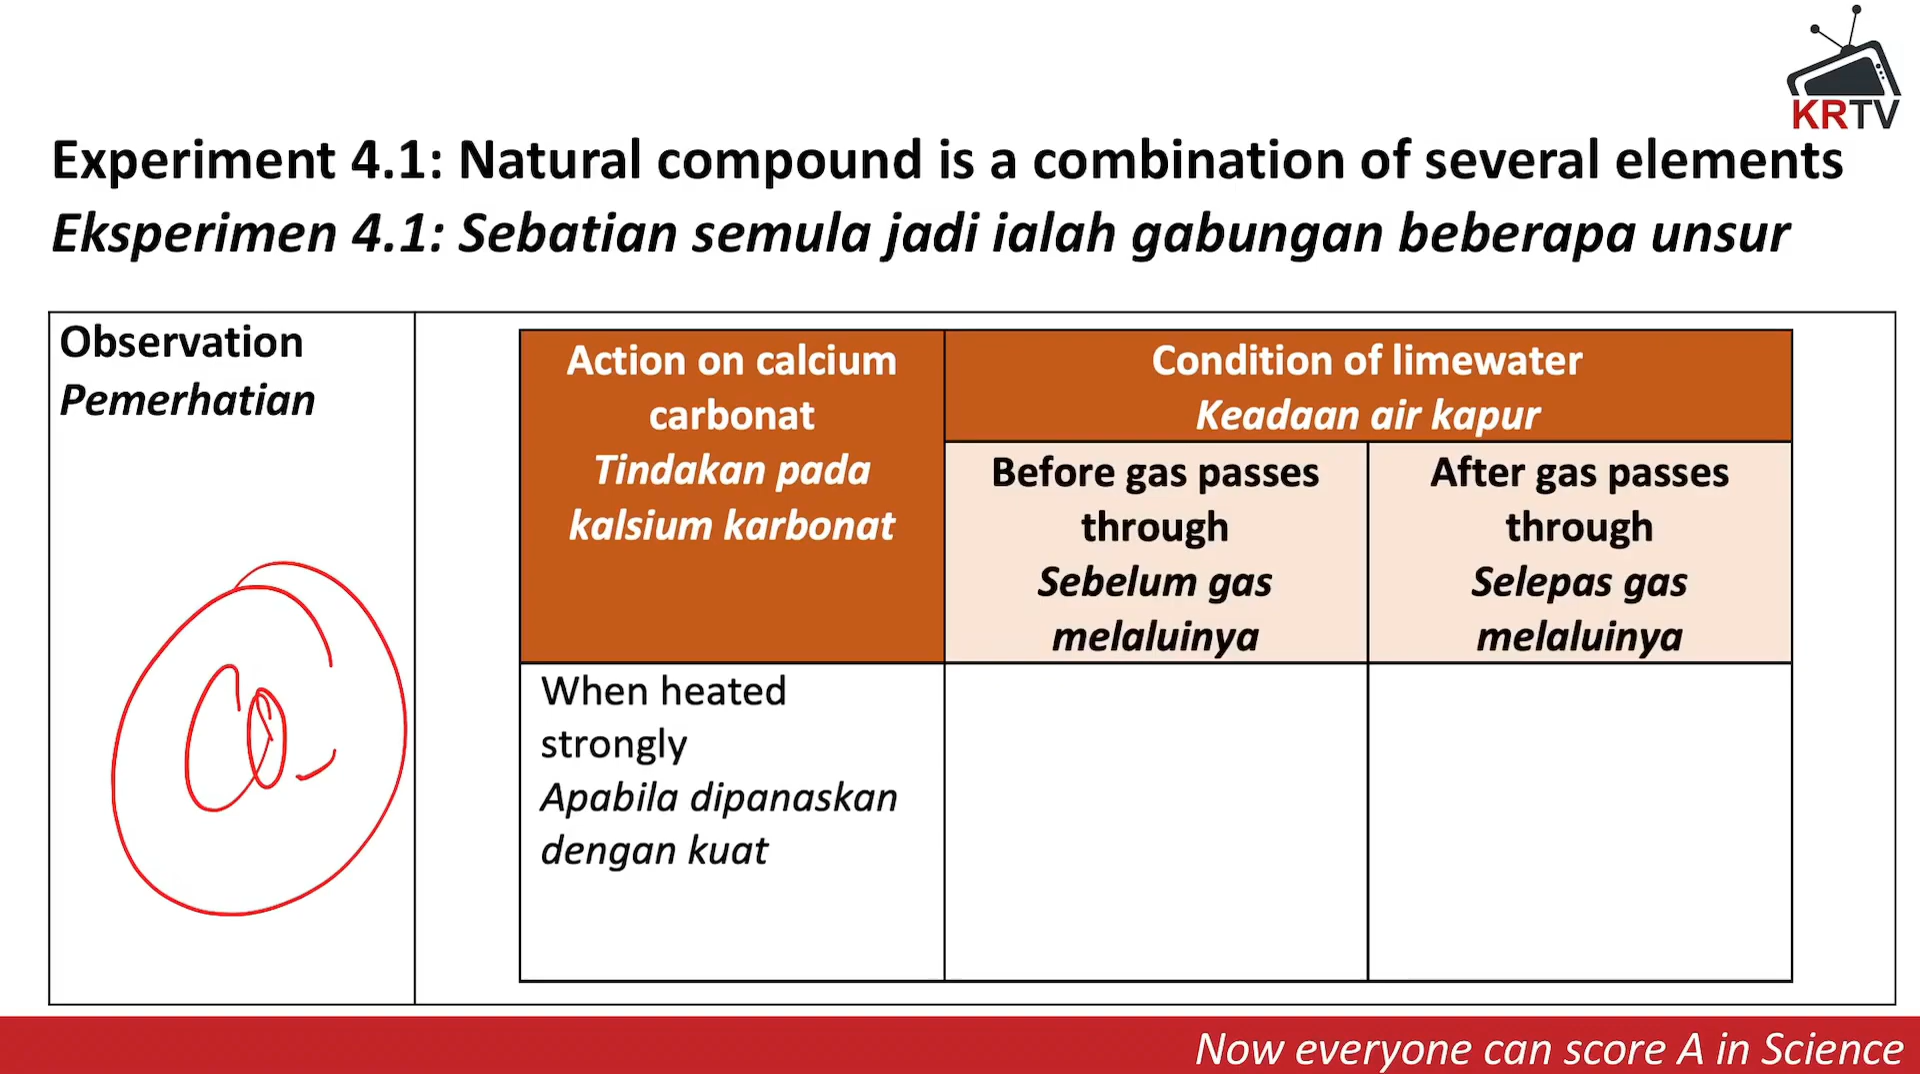 KRTV
Experiment 4.1: Natural compound is a combination of several elements
Eksperimen 4.1: Sebatian semula jadi ialah gabungan beberapa unsur
Observation
Pemerhatian
Action on calcium
carbonat
Tindakan pada
kalsium karbonat
Condition of limewater
Keadaan air kapur
Before gas passes
through
Sebelum gas
melaluinya
After gas passes
through
Selepas gas
melaluinya
When heated
strongly
Apabila dipanaskan
dengan kuat
Now everyone can score A in Science